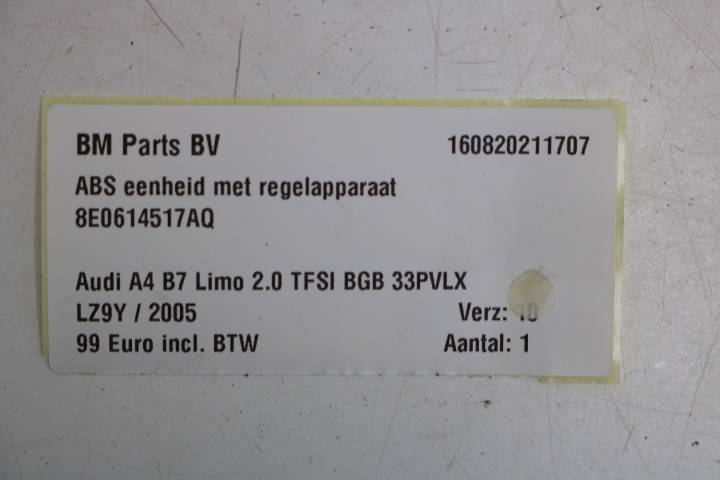 BM Parts BV 160820211707
ABS eenheid met regelapparaat
8E0614517AQ
Audi A4 B7 Limo 2.0 TFSI BGB 33PVLX
LZ9Y / 2005 Verz: 10
99 Euro incl. BTW Aantal: 1